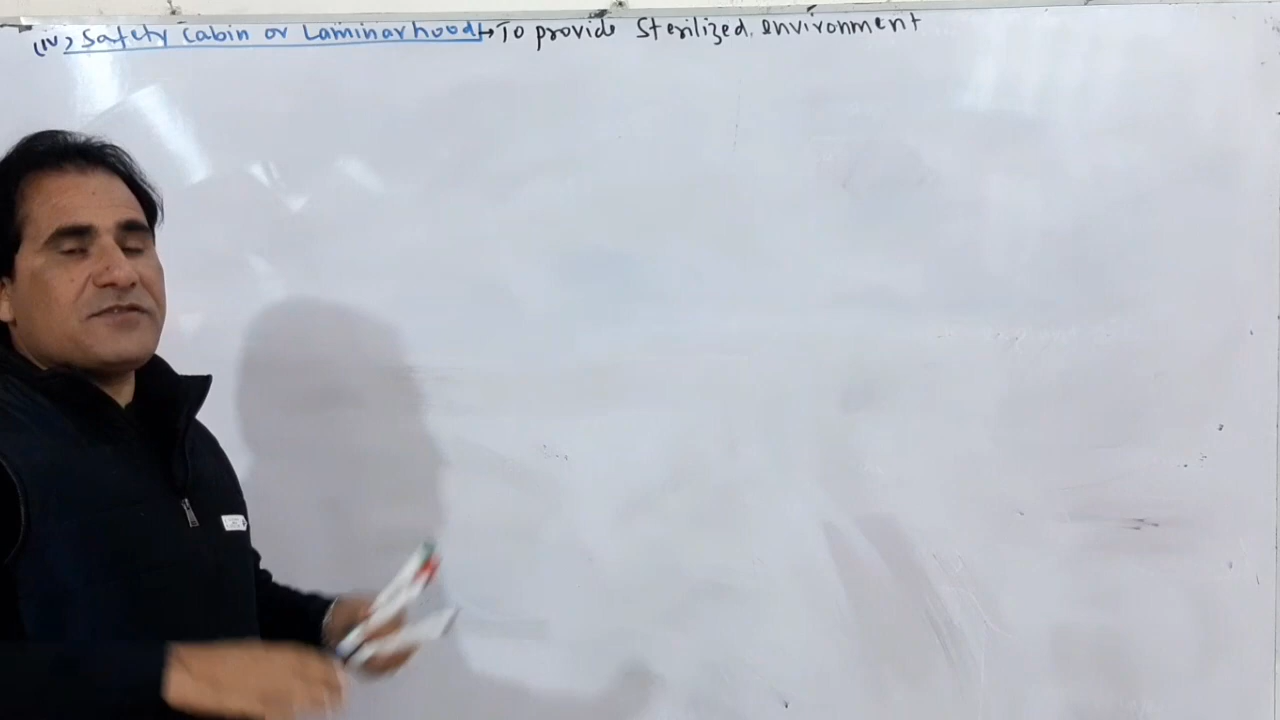 (iv) Safety Cabin or Laminar hood → To provide Sterilized environment